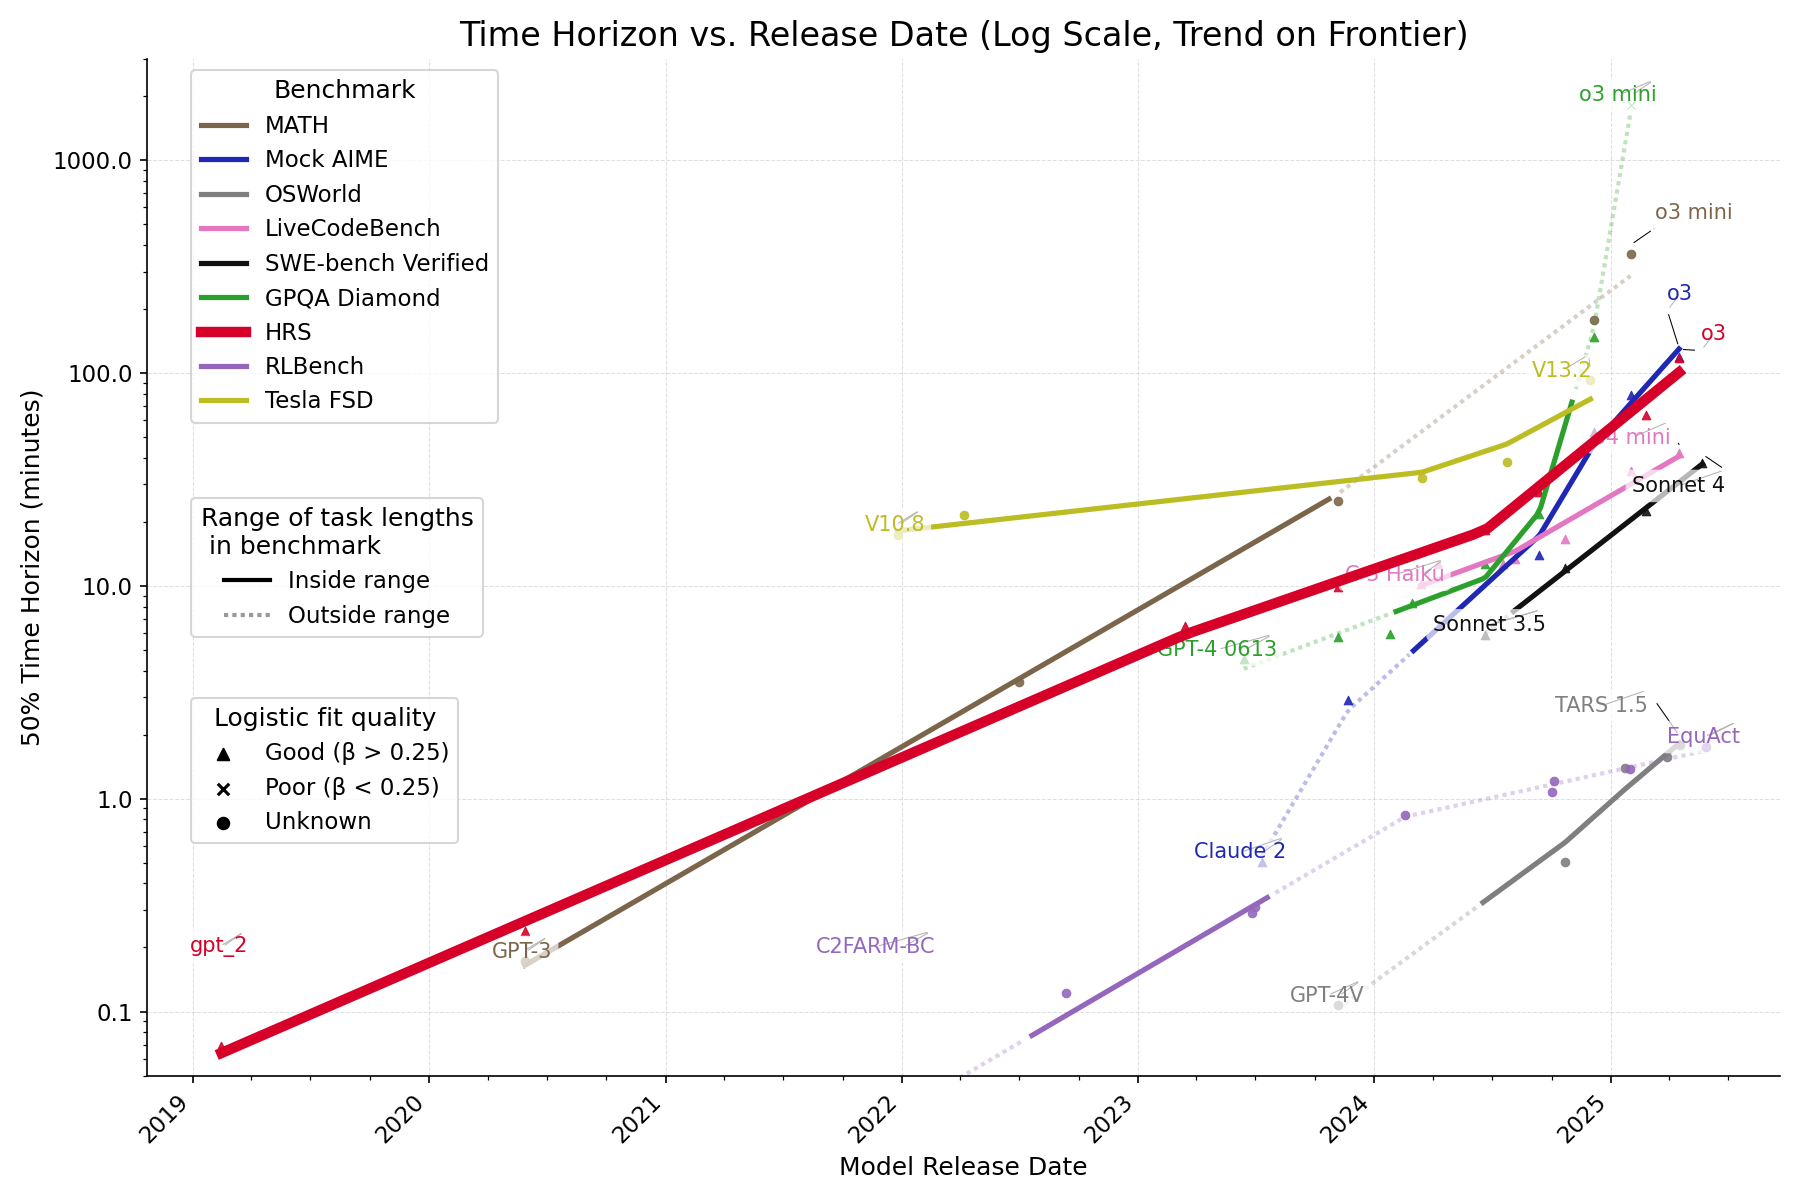 Time Horizon vs. Release Date (Log Scale, Trend on Frontier)
Benchmark
MATH
Mock AIME
OSWorld
LiveCodeBench
SWE-bench Verified
GPQA Diamond
HRS
RLBench
Tesla FSD
Range of task lengths
in benchmark
Inside range
Outside range
Logistic fit quality
Good (β > 0.25)
Poor (β < 0.25)
Unknown
50% Time Horizon (minutes)
1000.0
100.0
10.0
1.0
0.1
o3 mini
o3 mini
o3
o3
V13.2
4 mini
Sonnet 4
V10.8
Haiku
Sonnet 3.5
GPT-4 0613
TARS 1.5
EquAct
Claude 2
gpt_2
GPT-3
C2FARM-BC
GPT-4V
2019
2020
2021
2022
2023
2024
2025
Model Release Date